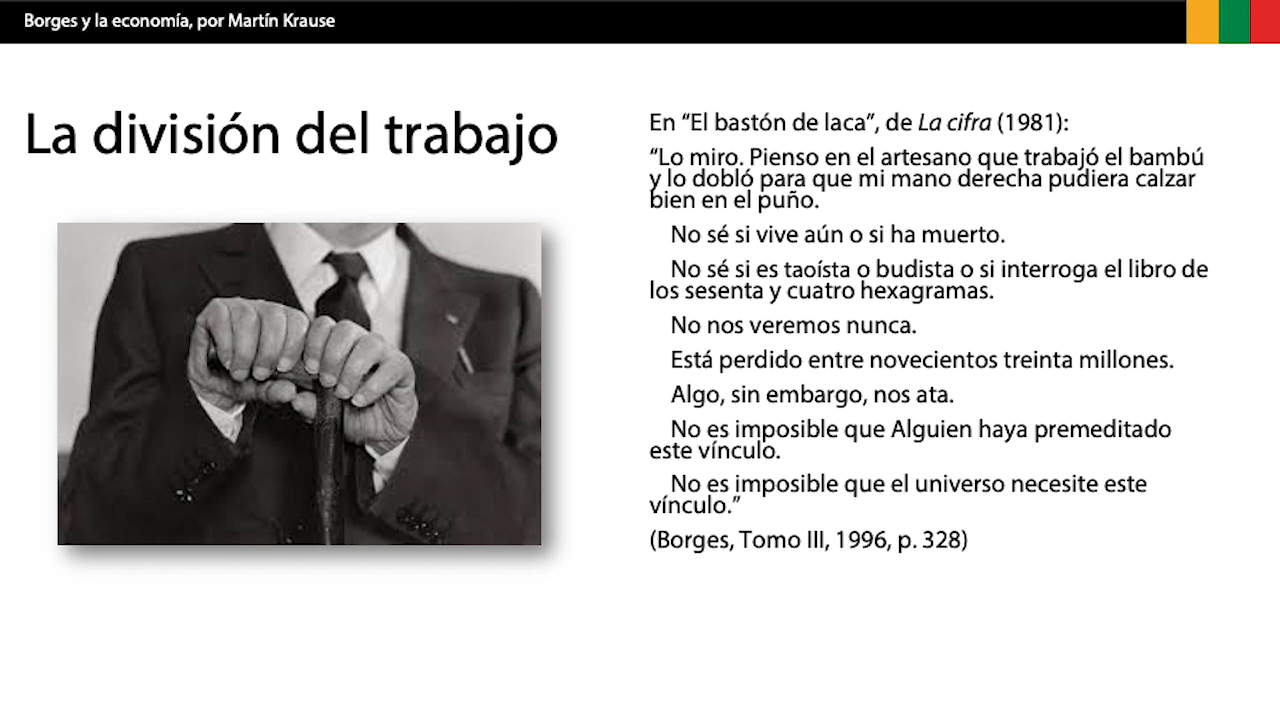 Borges y la economía, por Martín Krause
La división del trabajo
En “El bastón de laca”, de La cifra (1981):
“Lo miro. Pienso en el artesano que trabajó el bambú
y lo dobló para que mi mano derecha pudiera calzar
bien en el puño.
No sé si vive aún o si ha muerto.
No sé si es taoísta o budista o si interroga el libro de
los sesenta y cuatro hexagramas.
No nos veremos nunca.
Está perdido entre novecientos treinta millones.
Algo, sin embargo, nos ata.
No es imposible que Alguien haya premeditado
este vínculo.
No es imposible que el universo necesite este
vínculo.”
(Borges, Tomo III, 1996, p. 328)